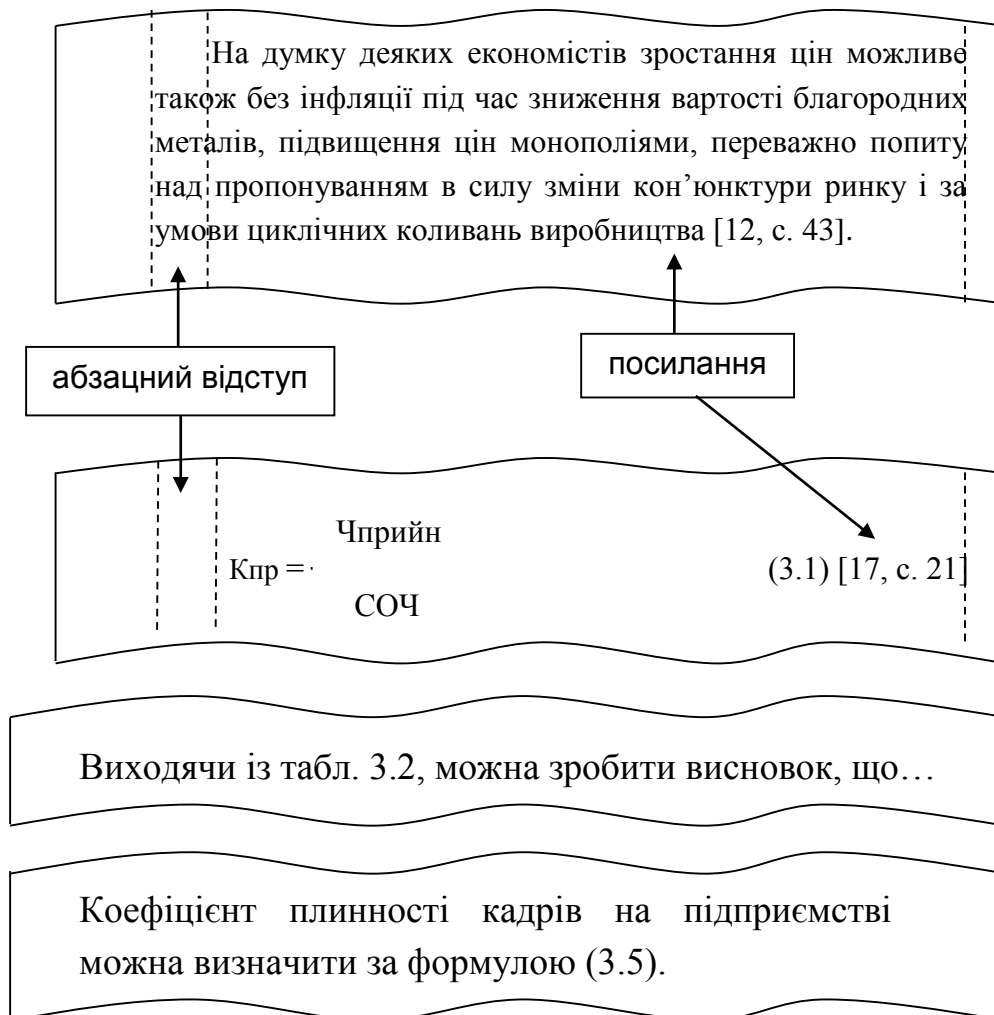 На думку деяких економістів зростання цін можливе
також без інфляції під час зниження вартості благородних
металів, підвищення цін монополіями, переважно попиту
над пропонуванням в силу зміни кон’юнктури ринку і за
умови циклічних коливань виробництва [12, с. 43].
абзацний відступ
посилання
Чприйн
Кпр = (3.1) [17, с. 21]
СОЧ
Виходячи із табл. 3.2, можна зробити висновок, що…
Коефіцієнт плинності кадрів на підприємстві
можна визначити за формулою (3.5).